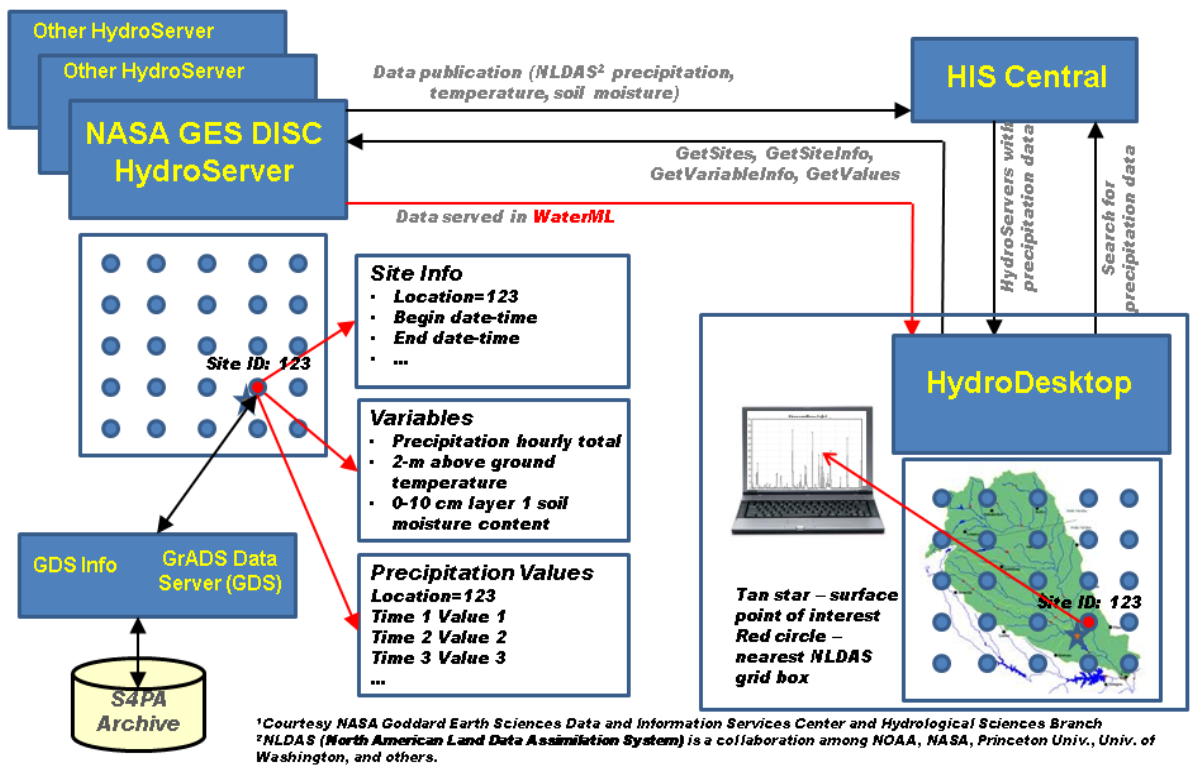 Other HydroServer
Other HydroServer
NASA GES DISC
HydroServer
Data publication (NLDAS² precipitation,
temperature, soil moisture)
HIS Central
GetSites, GetSiteInfo,
GetVariableInfo, GetValues
Data served in WaterML
HydroServers with
precipitation data
Search for
precipitation data
Site ID: 123
Site Info
· Location=123
· Begin date-time
· End date-time
· ...
Variables
· Precipitation hourly total
· 2-m above ground
temperature
· 0-10 cm layer 1 soil
moisture content
Precipitation Values
Location=123
Time 1 Value 1
Time 2 Value 2
Time 3 Value 3
...
GDS Info
GrADS Data
Server (GDS)
S4PA
Archive
HydroDesktop
Tan star – surface
point of interest
Red circle –
nearest NLDAS
grid box
Site ID: 123
¹Courtesy NASA Goddard Earth Sciences Data and Information Services Center and Hydrological Sciences Branch
²NLDAS (North American Land Data Assimilation System) is a collaboration among NOAA, NASA, Princeton Univ., Univ. of
Washington, and others.